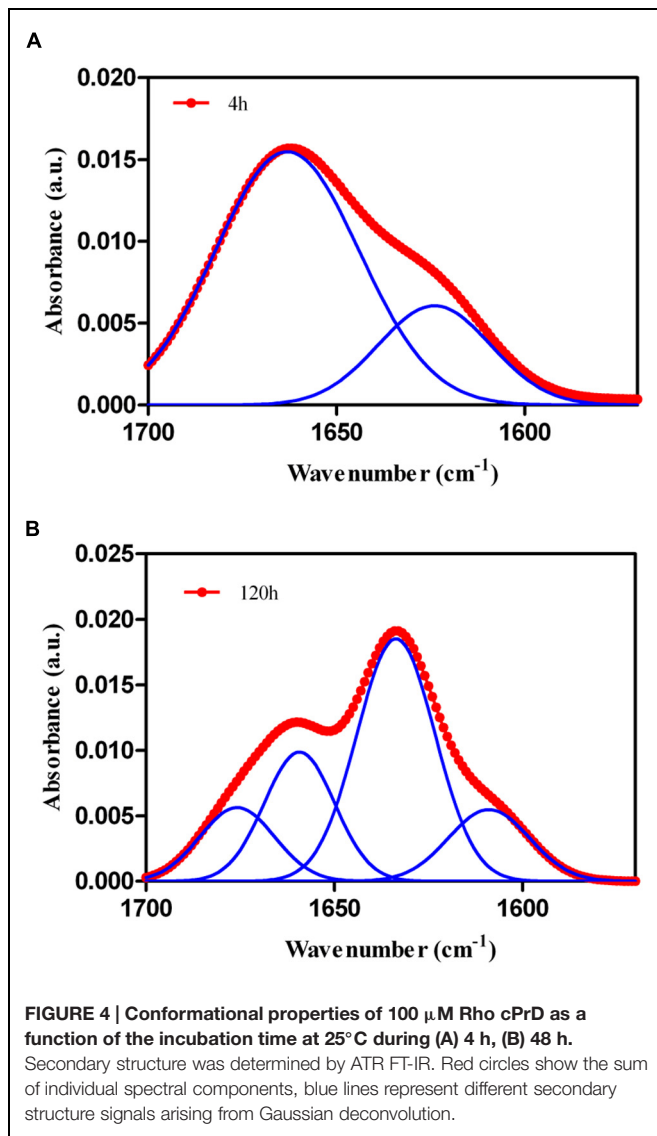 A
0.020
0.015
0.010
0.005
0.000
Absorbance (a.u.)
4h
1700
1650
1600
Wavenumber (cm-1)
B
0.025
0.020
0.015
0.010
0.005
0.000
Absorbance (a.u.)
120h
1700
1650
1600
Wavenumber (cm-1)
FIGURE 4 | Conformational properties of 100 μM Rho cPrD as a
function of the incubation time at 25°C during (A) 4 h, (B) 48 h.
Secondary structure was determined by ATR FT-IR. Red circles show the sum
of individual spectral components, blue lines represent different secondary
structure signals arising from Gaussian deconvolution.